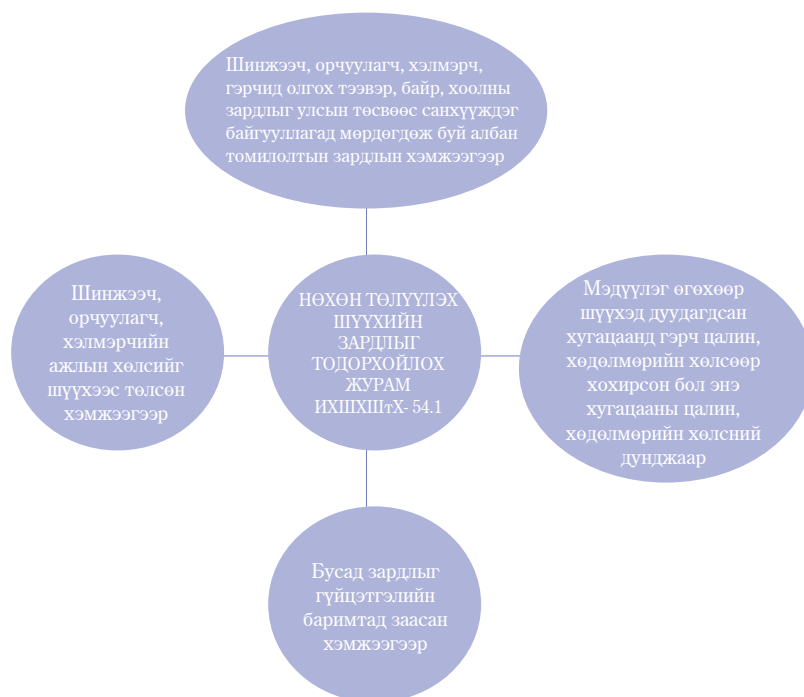 Шинжээч, орчуулагч, хэлмэрч,
гэрчид олгох тээвэр, байр, хоолны
зардлыг улсын төсвөөс санхүүждэг
байгууллагад мөрдөгдөж буй албан
томилолтын зардлын хэмжээгээр
Шинжээч,
орчуулагч,
хэлмэрчийн
ажлын хөлсийг
шүүхээс төлсөн
хэмжээгээр
НӨХӨН ТӨЛҮҮЛЭХ
ШҮҮХИЙН
ЗАРДЛЫГ
ТОДОРХОЙЛОХ
ЖУРАМ
ИХШХШтХ- 54.1
Мэдүүлэг өгөхөөр
шүүхэд дуудагдсан
хугацаанд гэрч цалин,
хөдөлмөрийн хөлсөөр
хохирсон бол энэ
хугацааны цалин,
хөдөлмөрийн хөлсний
дунджаар
Бусад зардлыг
гүйцэтгэлийн
баримтад заасан
хэмжээгээр